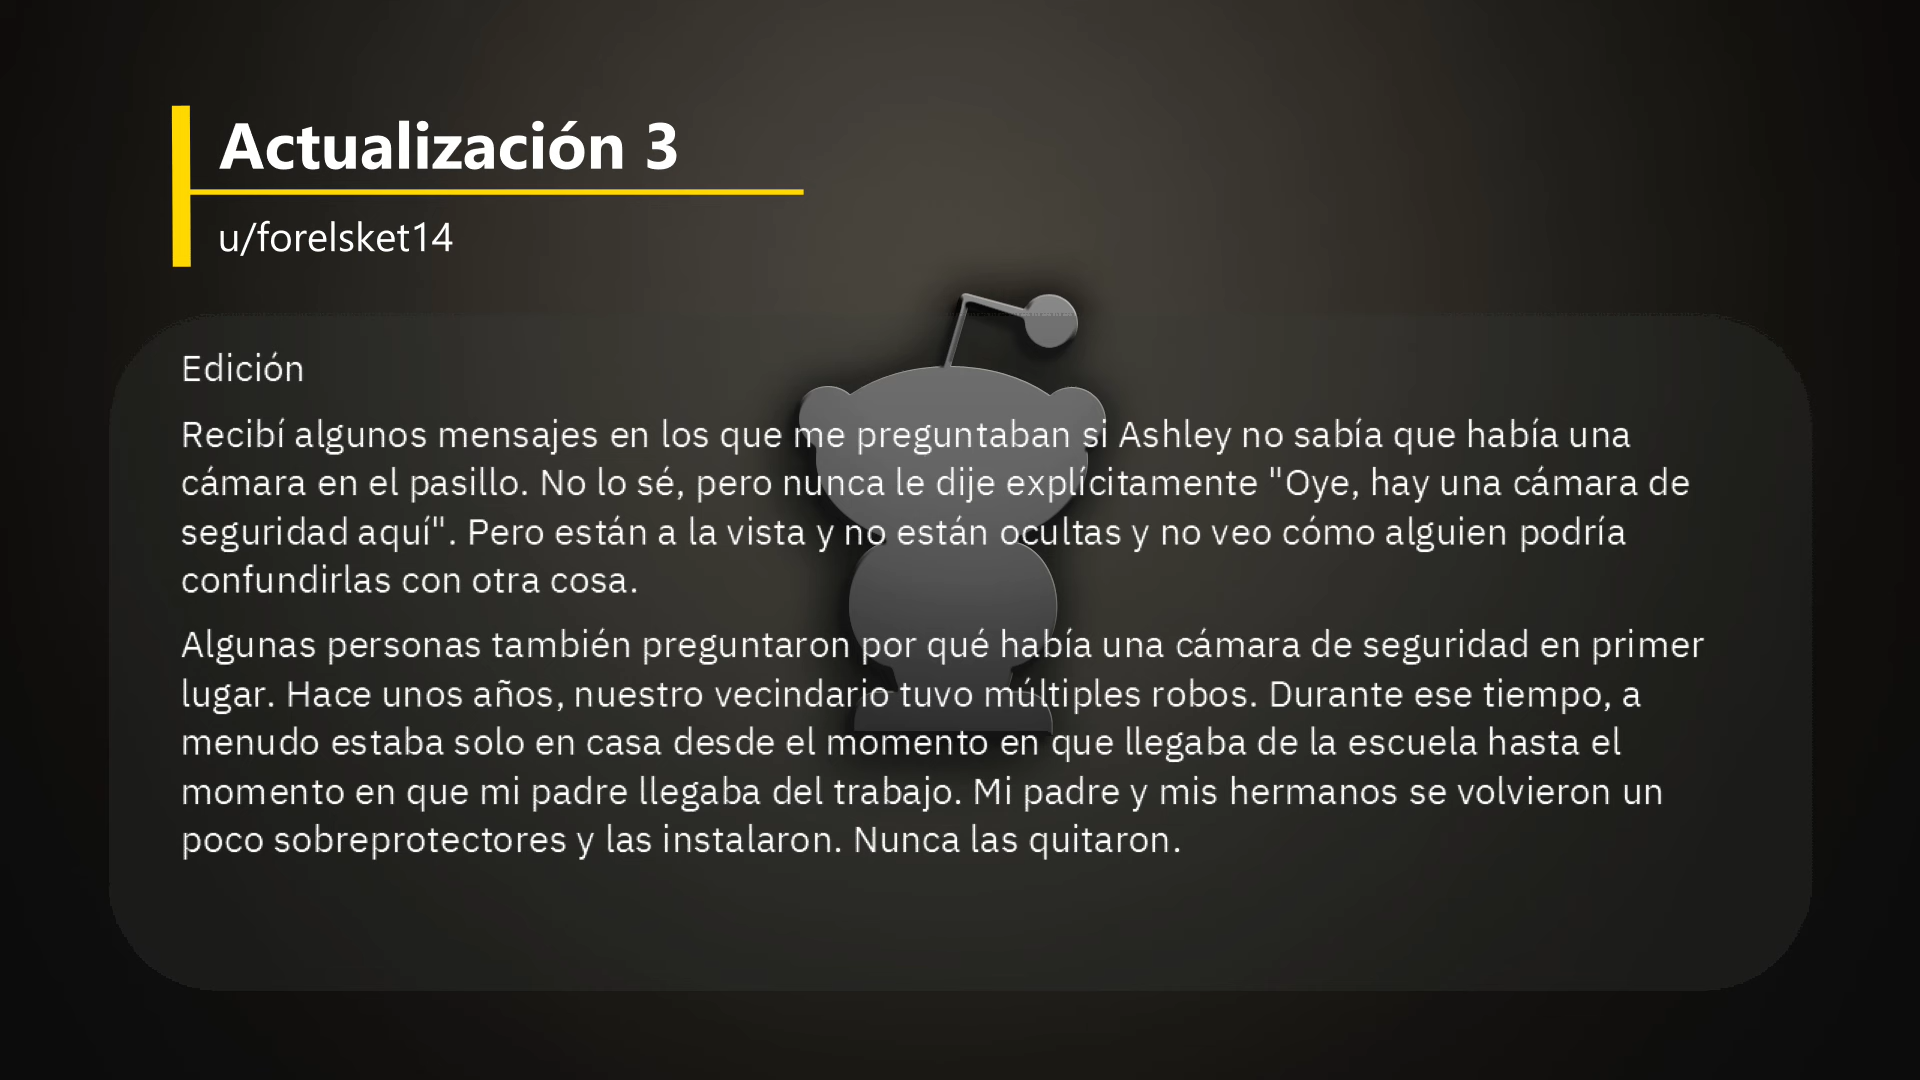 Actualización 3
u/forelsket14
Edición
Recibí algunos mensajes en los que me preguntaban si Ashley no sabía que había una
cámara en el pasillo. No lo sé, pero nunca le dije explícitamente "Oye, hay una cámara de
seguridad aquí". Pero están a la vista y no están ocultas y no veo cómo alguien podría
confundirlas con otra cosa.
Algunas personas también preguntaron por qué había una cámara de seguridad en primer
lugar. Hace unos años, nuestro vecindario tuvo múltiples robos. Durante ese tiempo, a
menudo estaba solo en casa desde el momento en que llegaba de la escuela hasta el
momento en que mi padre llegaba del trabajo. Mi padre y mis hermanos se volvieron un
poco sobreprotectores y las instalaron. Nunca las quitaron.